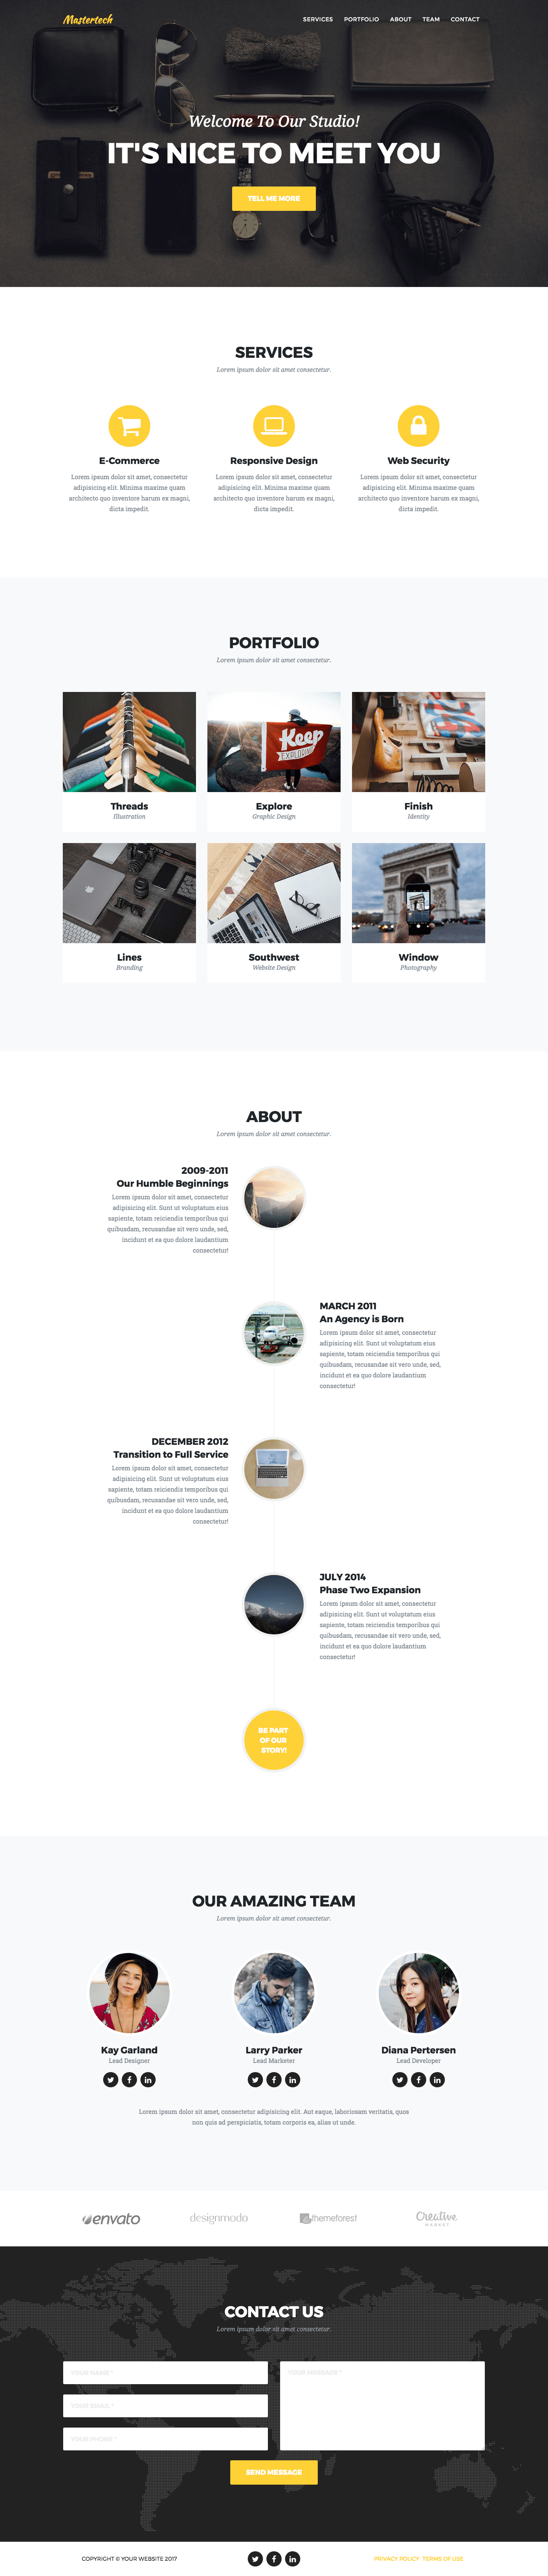 Mastertech
SERVICES PORTFOLIO ABOUT TEAM CONTACT
Welcome To Our Studio!
IT'S NICE TO MEET YOU
TELL ME MORE
SERVICES
Lorem ipsum dolor sit amet consectetur.
E-Commerce
Lorem ipsum dolor sit amet, consectetur
adipisicing elit. Minima maxime quam
architecto quo inventore harum ex magni,
dicta impedit.
Responsive Design
Lorem ipsum dolor sit amet, consectetur
adipisicing elit. Minima maxime quam
architecto quo inventore harum ex magni,
dicta impedit.
Web Security
Lorem ipsum dolor sit amet, consectetur
adipisicing elit. Minima maxime quam
architecto quo inventore harum ex magni,
dicta impedit.
PORTFOLIO
Lorem ipsum dolor sit amet consectetur.
Keep
EXPLORING
Threads
Illustration
Explore
Graphic Design
Finish
Identity
Lines
Branding
Southwest
Website Design
Window
Photography
ABOUT
Lorem ipsum dolor sit amet consectetur.
2009-2011
Our Humble Beginnings
Lorem ipsum dolor sit amet, consectetur
adipisicing elit. Sunt ut voluptatum eius
sapiente, totam reiciendis temporibus qui
quibusdam, recusandae sit vero unde, sed,
incidunt et ea quo dolore laudantium
consectetur!
MARCH 2011
An Agency is Born
Lorem ipsum dolor sit amet, consectetur
adipisicing elit. Sunt ut voluptatum eius
sapiente, totam reiciendis temporibus qui
quibusdam, recusandae sit vero unde, sed,
incidunt et ea quo dolore laudantium
consectetur!
DECEMBER 2012
Transition to Full Service
Lorem ipsum dolor sit amet, consectetur
adipisicing elit. Sunt ut voluptatum eius
sapiente, totam reiciendis temporibus qui
quibusdam, recusandae sit vero unde, sed,
incidunt et ea quo dolore laudantium
consectetur!
JULY 2014
Phase Two Expansion
Lorem ipsum dolor sit amet, consectetur
adipisicing elit. Sunt ut voluptatum eius
sapiente, totam reiciendis temporibus qui
quibusdam, recusandae sit vero unde, sed,
incidunt et ea quo dolore laudantium
consectetur!
BE PART
OF OUR
STORY!
OUR AMAZING TEAM
Lorem ipsum dolor sit amet consectetur.
Kay Garland
Lead Designer
Larry Parker
Lead Marketer
Diana Pertersen
Lead Developer
Lorem ipsum dolor sit amet, consectetur adipisicing elit. Aut eaque, laboriosam veritatis, quos
non quis ad perspiciatis, totam corporis ea, alias ut unde.
envato designmodo themeforest Creative
MARKET
CONTACT US
Lorem ipsum dolor sit amet consectetur.
YOUR NAME *
YOUR EMAIL *
YOUR PHONE *
YOUR MESSAGE *
SEND MESSAGE
COPYRIGHT © YOUR WEBSITE 2017
PRIVACY POLICY TERMS OF USE